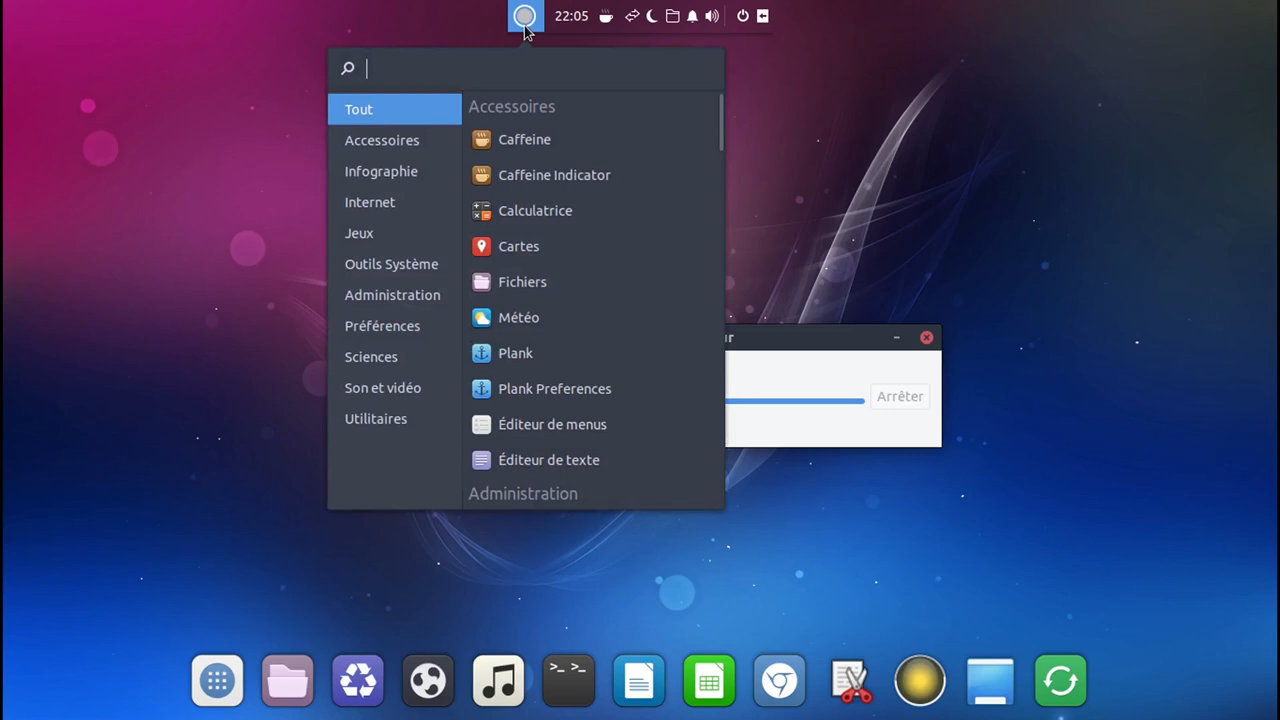 22:05
Tout
Accessoires
Infographie
Internet
Jeux
Outils Système
Administration
Préférences
Sciences
Son et vidéo
Utilitaires
Accessoires
Caffeine
Caffeine Indicator
Calculatrice
Cartes
Fichiers
Météo
Plank
Plank Preferences
Éditeur de menus
Éditeur de texte
Administration
ur
Arrêter
>_ >_